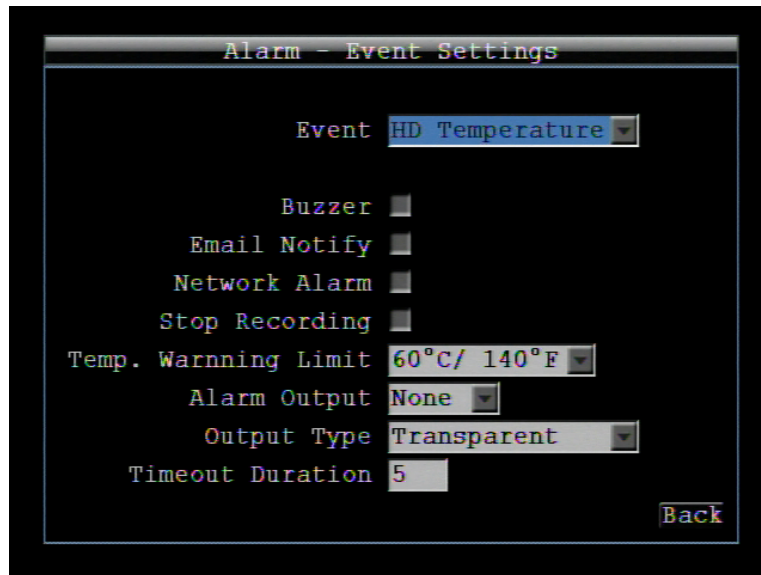 Alarm - Event Settings
Event HD Temperature
Buzzer
Email Notify
Network Alarm
Stop Recording
Temp. Warnning Limit 60°C/ 140°F
Alarm Output None
Output Type Transparent
Timeout Duration 5
Back